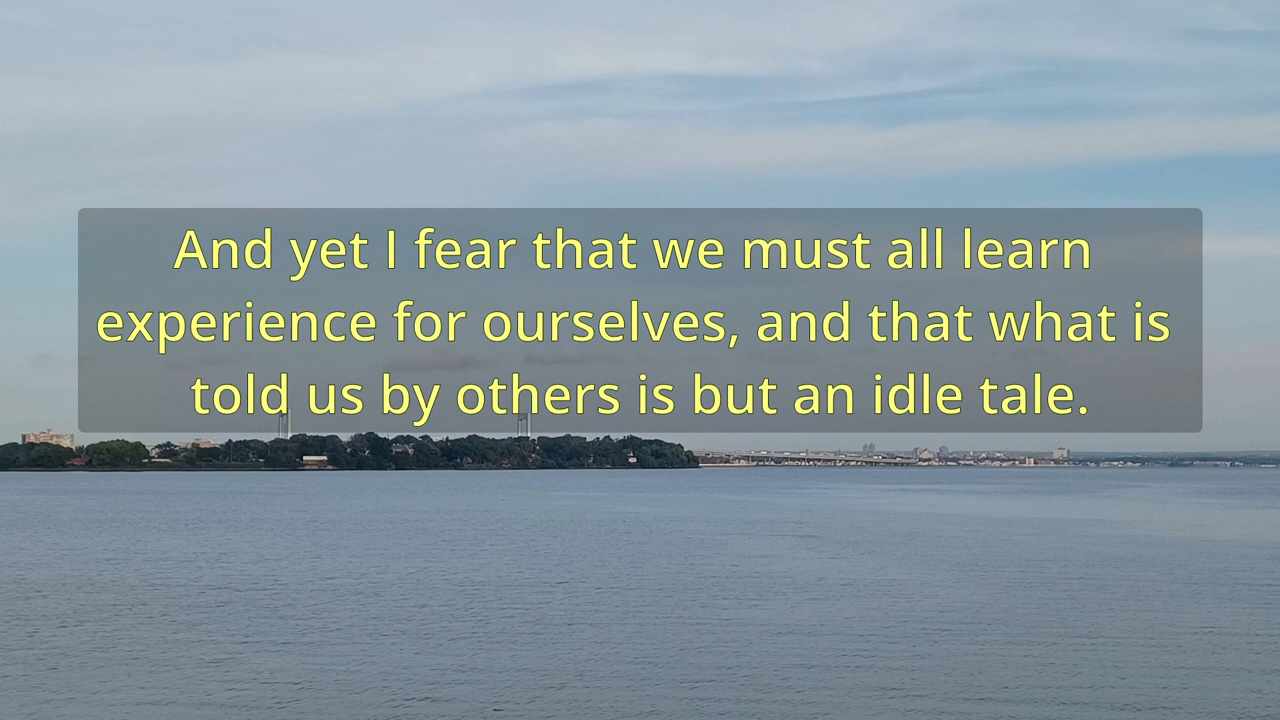 And yet I fear that we must all learn
experience for ourselves, and that what is
told us by others is but an idle tale.